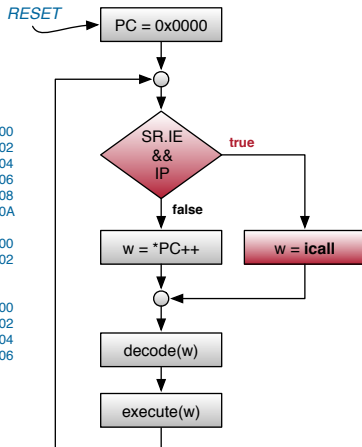 RESET
PC = 0x0000
SR.IE
&&
IP
true
false
00
02
04
06
08
0A
00
02
w = *PC++
w = icall
00
02
04
06
decode(w)
execute(w)